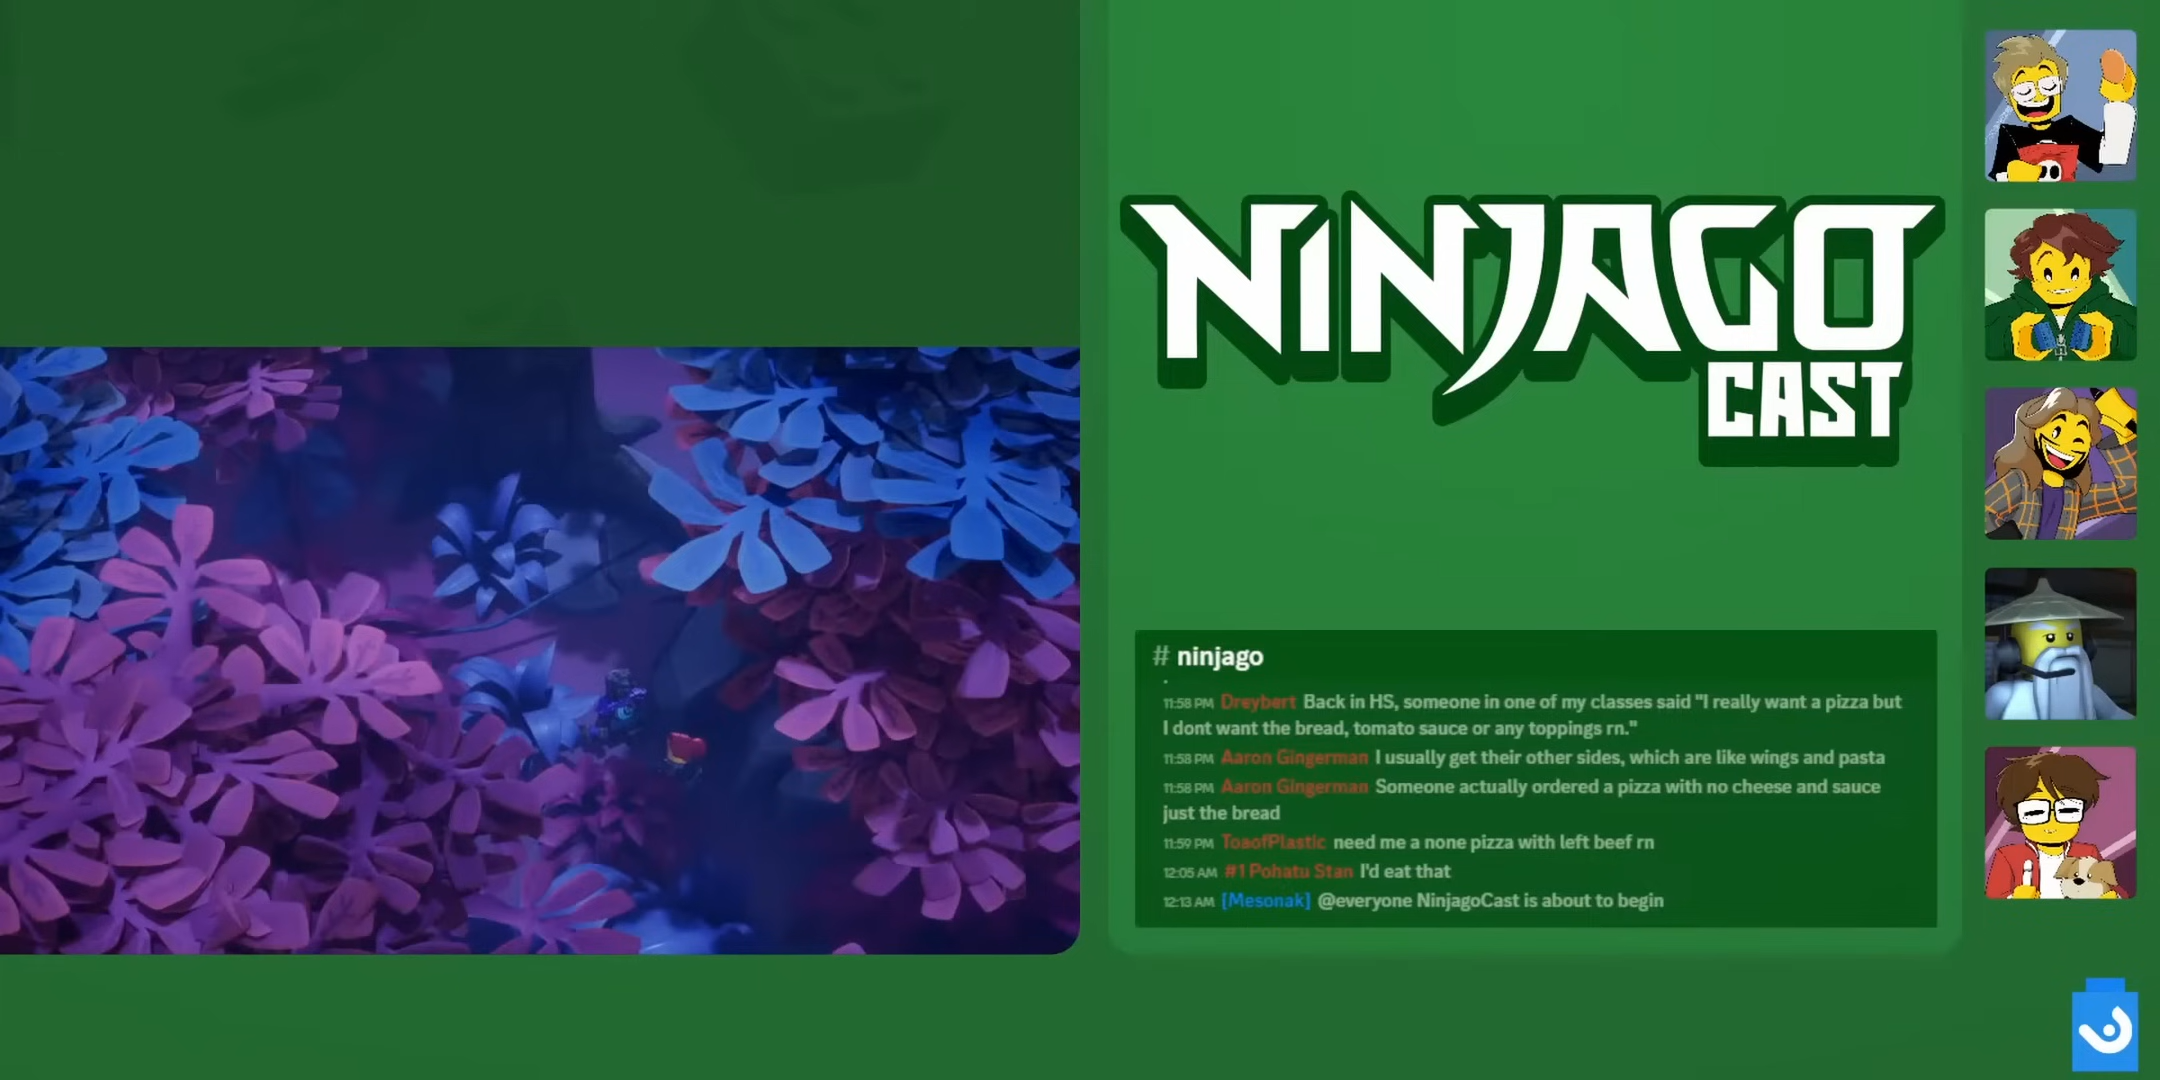 NINJAGO
CAST
# ninjago
11:58 PM Dreybert Back in HS, someone in one of my classes said "I really want a pizza but
I dont want the bread, tomato sauce or any toppings rn."
11:58 PM Aaron Gingerman I usually get their other sides, which are like wings and pasta
11:58 PM Aaron Gingerman Someone actually ordered a pizza with no cheese and sauce
just the bread
11:59 PM ToaofPlastic need me a none pizza with left beef rn
12:05 AM #1 Pohatu Stan I'd eat that
12:13 AM [Mesonak] @everyone NinjagoCast is about to begin